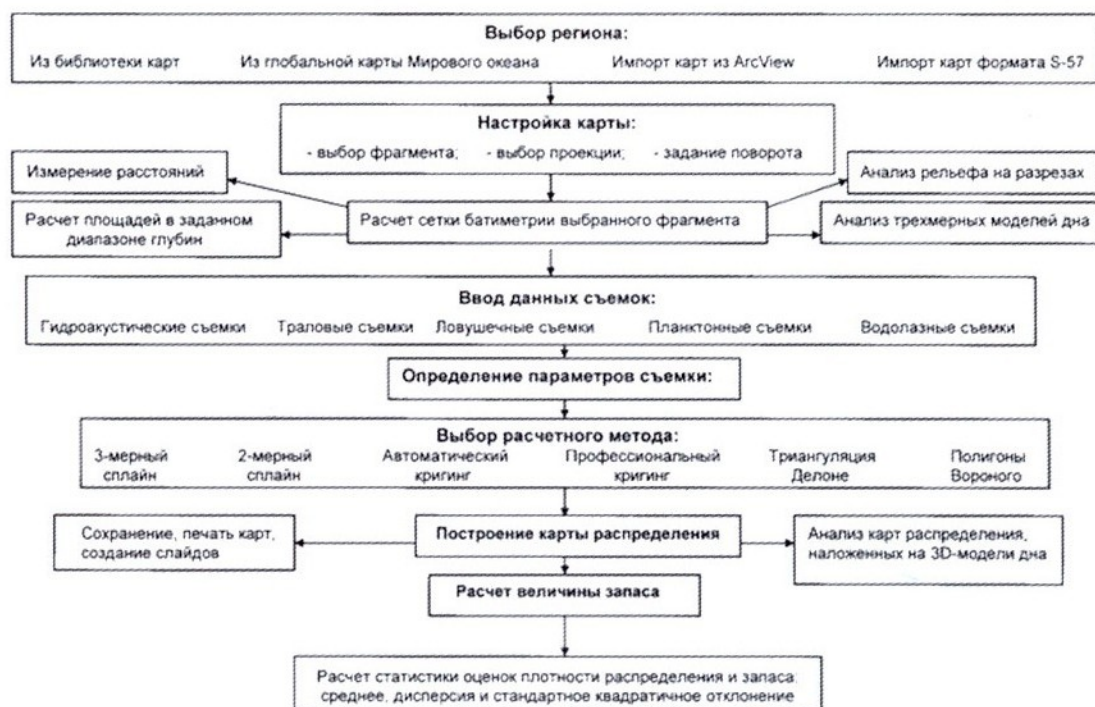 Выбор региона:
Из библиотеки карт Из глобальной карты Мирового океана Импорт карт из ArcView Импорт карт формата S-57
Настройка карты:
- выбор фрагмента; - выбор проекции; - задание поворота
Измерение расстояний
Анализ рельефа на разрезах
Расчет площадей в заданном
диапазоне глубин
Расчет сетки батиметрии выбранного фрагмента
Анализ трехмерных моделей дна
Ввод данных съемок:
Гидроакустические съемки Траловые съемки Ловушечные съемки Планктонные съемки Водолазные съемки
Определение параметров съемки:
Выбор расчетного метода:
3-мерный 2-мерный Автоматический Профессиональный Триангуляция Полигоны
сплайн сплайн кригинг кригинг Делоне Вороного
Сохранение, печать карт,
создание слайдов
Построение карты распределения
Анализ карт распределения,
наложенных на 3D-модели дна
Расчет величины запаса
Расчет статистики оценок плотности распределения и запаса:
среднее, дисперсия и стандартное квадратичное отклонение